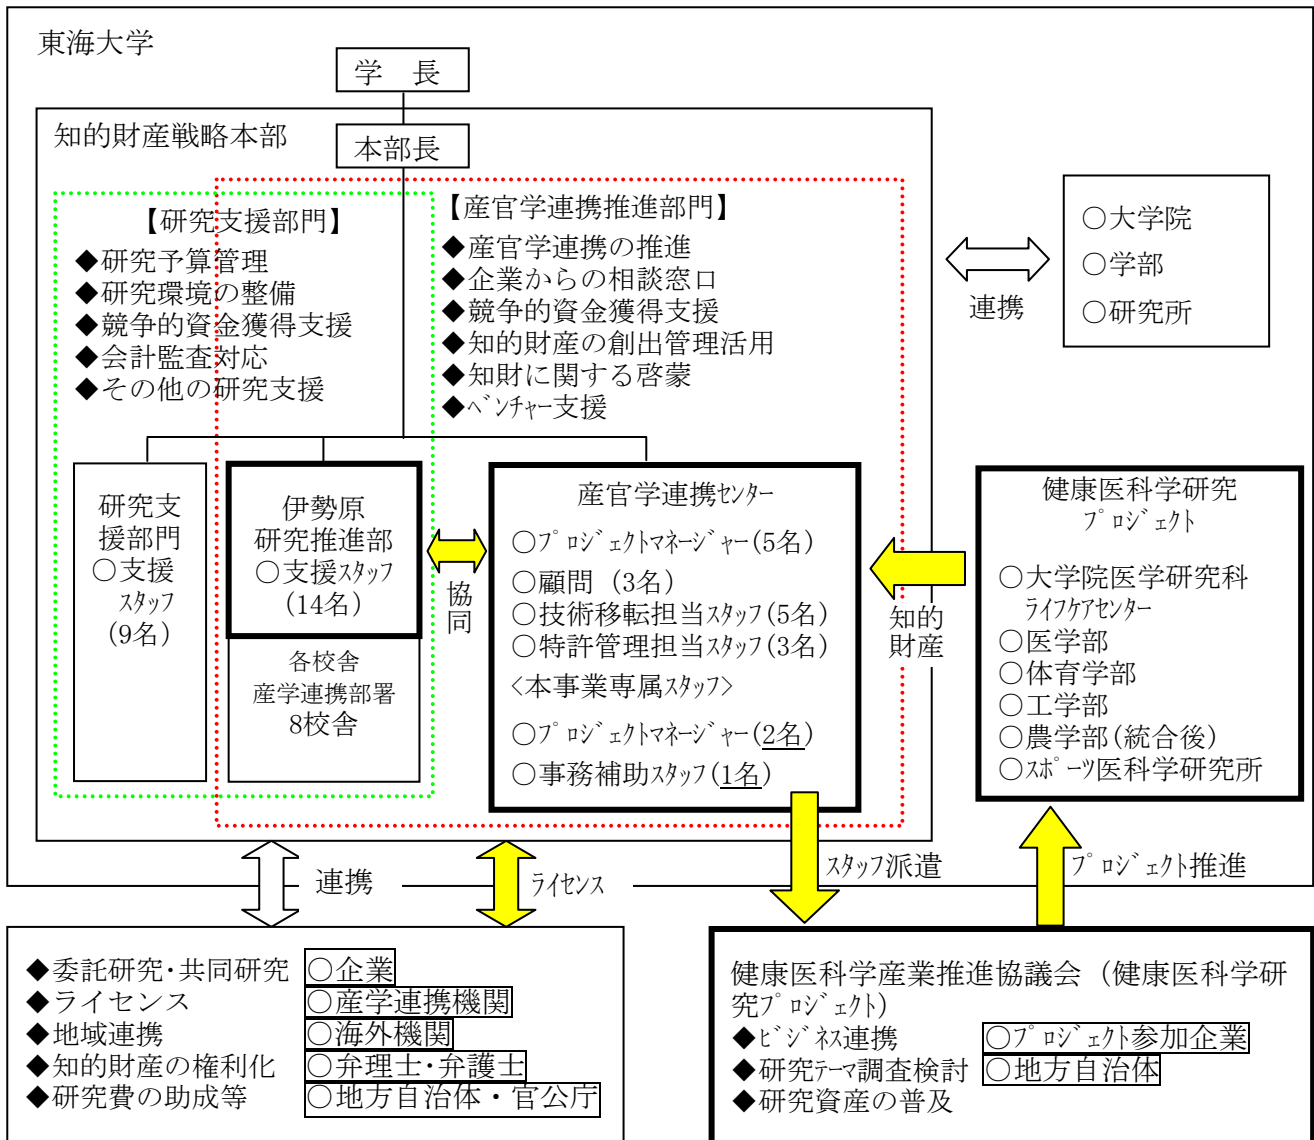 東海大学
学　長
知的財産戦略本部
本部長
【研究支援部門】
◆研究予算管理
◆研究環境の整備
◆競争的資金獲得支援
◆会計監査対応
◆その他の研究支援
【産官学連携推進部門】
◆産官学連携の推進
◆企業からの相談窓口
◆競争的資金獲得支援
◆知的財産の創出管理活用
◆知財に関する啓蒙
◆ﾍﾞﾝﾁｬｰ支援
連携
○大学院
○学部
○研究所
研究支
援部門
○支援
ｽﾀｯﾌ
(9名)
伊勢原
研究推進部
○支援ｽﾀｯﾌ
(14名)
各校舎
産学連携部署
8校舎
協
同
産官学連携ｾﾝﾀｰ
○ﾌﾟﾛｼﾞｪｸﾄﾏﾈｰｼﾞｬｰ(5名)
○顧問 (3名)
○技術移転担当ｽﾀｯﾌ(5名)
○特許管理担当ｽﾀｯﾌ(3名)
<本事業専属ｽﾀｯﾌ>
○ﾌﾟﾛｼﾞｪｸﾄﾏﾈｰｼﾞｬｰ(2名)
○事務補助ｽﾀｯﾌ(1名)
知的
財産
健康医科学研究
ﾌﾟﾛｼﾞｪｸﾄ
○大学院医学研究科
ﾗｲﾌｹｱｾﾝﾀｰ
○医学部
○体育学部
○工学部
○農学部(統合後)
○ｽﾎﾟｰﾂ医科学研究所
連携
ﾗｲｾﾝｽ
ｽﾀｯﾌ派遣
ﾌﾟﾛｼﾞｪｸﾄ推進
◆委託研究･共同研究
◆ライセンス
◆地域連携
◆知的財産の権利化
◆研究費の助成等
○企業
○産学連携機関
○海外機関
○弁理士･弁護士
○地方自治体・官公庁
健康医科学産業推進協議会（健康医科学研
究ﾌﾟﾛｼﾞｪｸﾄ）
◆ﾋﾞｼﾞﾈｽ連携
◆研究ﾃｰﾏ調査検討
◆研究資産の普及
○ﾌﾟﾛｼﾞｪｸﾄ参加企業
○地方自治体